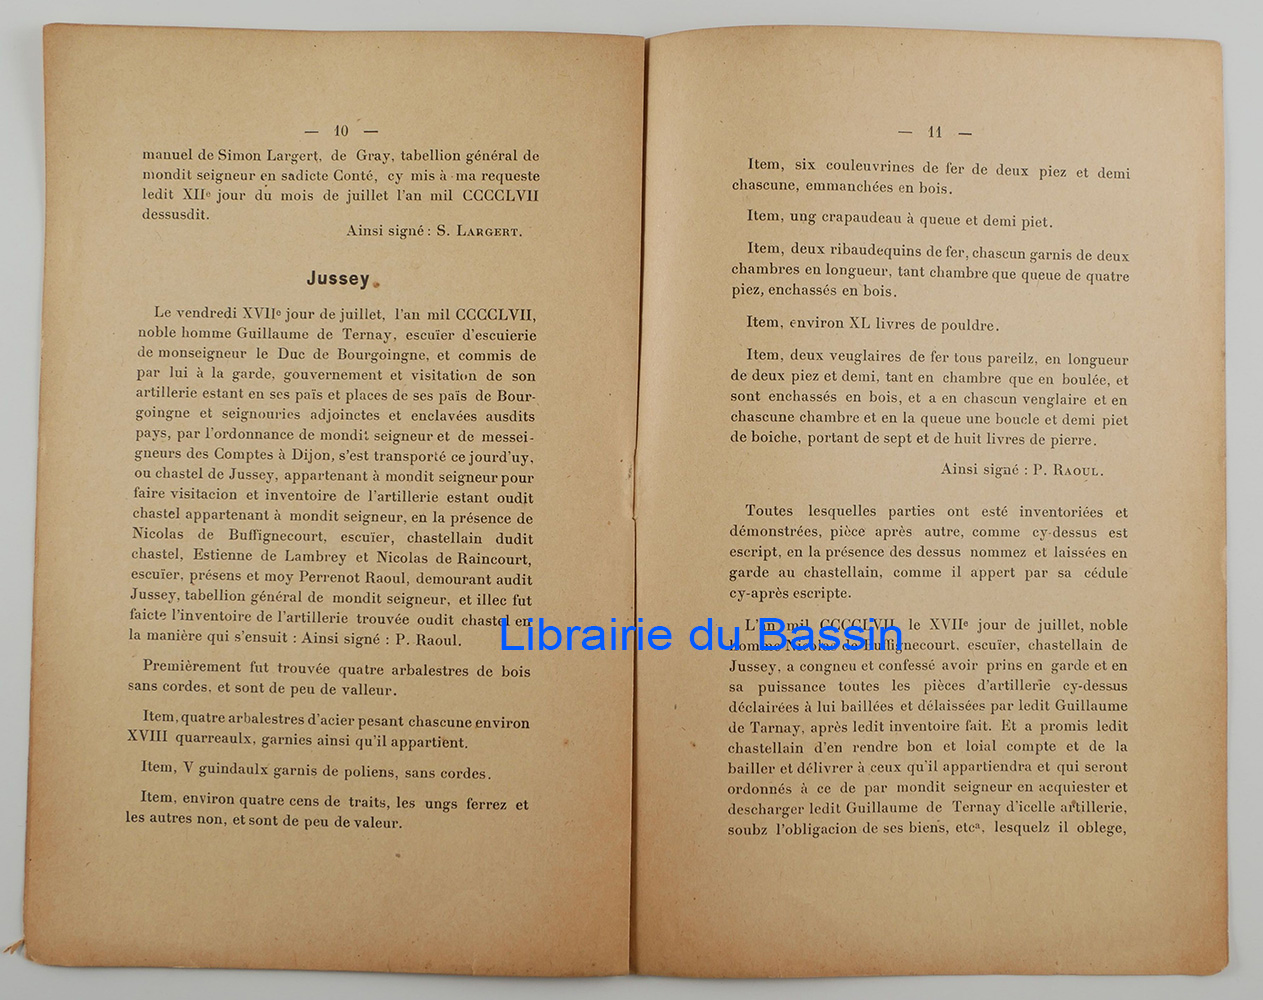 — 10 —
manuel de Simon Largert, de Gray, tabellion général de
mondit seigneur en sadicte Conté, cy mis à ma requeste
ledit XIIe jour du mois de juillet l'an mil CCCCLVII
dessusdit.
Ainsi signé : S. LARGERT.
Jussey
Le vendredi XVIIe jour de juillet, l'an mil CCCCLVII,
noble homme Guillaume de Ternay, escuïer d'escuierie
de monseigneur le Duc de Bourgoingne, et commis de
par lui à la garde, gouvernement et visitation de son
artillerie estant en ses païs et places de ses païs de Bour-
goingne et seignouries adjoinctes et enclavées ausdits
pays, par l'ordonnance de mondit seigneur et de messei-
gneurs des Comptes à Dijon, s'est transporté ce jourd'uy,
ou chastel de Jussey, appartenant à mondit seigneur pour
faire visitacion et inventoire de l'artillerie estant oudit
chastel appartenant à mondit seigneur, en la présence de
Nicolas de Buffignecourt, escuïer, chastellain dudit
chastel, Estienne de Lambrey et Nicolas de Raincourt,
escuïer, présens et moy Perrenot Raoul, demourant audit
Jussey, tabellion général de mondit seigneur, et illec fut
faicte l'inventoire de l'artillerie trouvée oudit chastel en
la manière qui s'ensuit : Ainsi signé : P. Raoul.
Premièrement fut trouvée quatre arbalestres de bois
sans cordes, et sont de peu de valleur.
Item, quatre arbalestres d'acier pesant chascune environ
XVIII quarreaulx, garnies ainsi qu'il appartient.
Item, V guindaulx garnis de poliens, sans cordes.
Item, environ quatre cens de traits, les ungs ferrez et
les autres non, et sont de peu de valeur.
— 11 —
Item, six couleuvrines de fer de deux piez et demi
chascune, emmanchées en bois.
Item, ung crapaudeau à queue et demi piet.
Item, deux ribaudequins de fer, chascun garnis de deux
chambres en longueur, tant chambre que queue de quatre
piez, enchassés en bois.
Item, environ XL livres de pouldre.
Item, deux veuglaires de fer tous pareilz, en longueur
de deux piez et demi, tant en chambre que en boulée, et
sont enchassés en bois, et a en chascun venglaire et en
chascune chambre et en la queue une boucle et demi piet
de boiche, portant de sept et de huit livres de pierre.
Ainsi signé : P. RAOUL.
Toutes lesquelles parties ont esté inventoriées et
démonstrées, pièce après autre, comme cy-dessus est
escript, en la présence des dessus nommez et laissées en
garde au chastellain, comme il appert par sa cédule
cy-après escripte.
L'an mil CCCCLVII, le XVIIe jour de juillet, noble
homme Nicolas de Buffignecourt, escuïer, chastellain de
Jussey, a congneu et confessé avoir prins en garde et en
sa puissance toutes les pièces d'artillerie cy-dessus
déclairées à lui baillées et délaissées par ledit Guillaume
de Tarnay, après ledit inventoire fait. Et a promis ledit
chastellain d'en rendre bon et loial compte et de la
bailler et délivrer à ceux qu'il appartiendra et qui seront
ordonnés à ce de par mondit seigneur en acquiester et
descharger ledit Guillaume de Ternay d'icelle artillerie,
soubz l'obligacion de ses biens, etca, lesquelz il oblege,
Librairie du Bassin